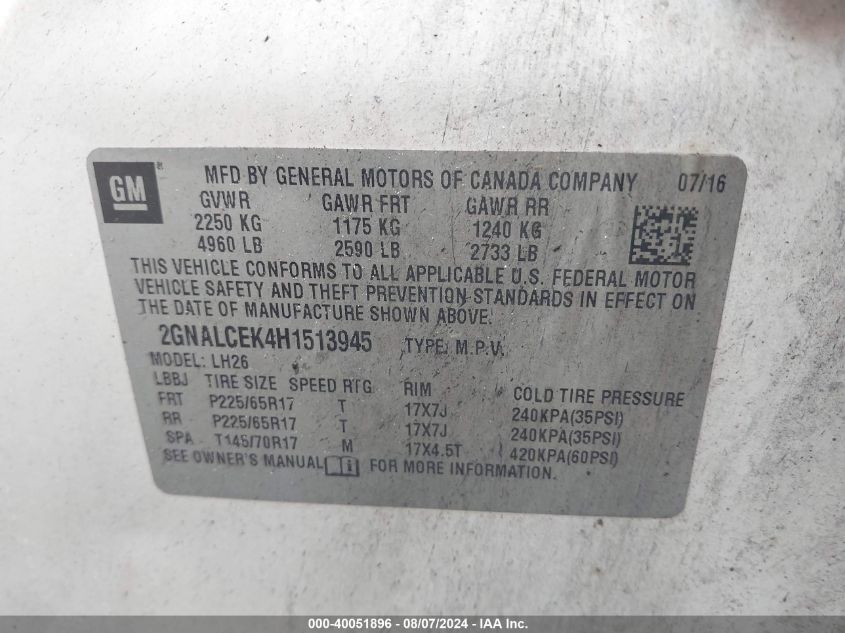 GM ® MFD BY GENERAL MOTORS OF CANADA COMPANY 07/16
GVWR GAWR FRT GAWR RR
2250 KG 1175 KG 1240 KG
4960 LB 2590 LB 2733 LB
THIS VEHICLE CONFORMS TO ALL APPLICABLE U.S. FEDERAL MOTOR
VEHICLE SAFETY AND THEFT PREVENTION STANDARDS IN EFFECT ON
THE DATE OF MANUFACTURE SHOWN ABOVE.
2GNALCEK4H1513945 TYPE: M.P.V.
MODEL: LH26
LBBJ TIRE SIZE SPEED RTG RIM COLD TIRE PRESSURE
FRT P225/65R17 T 17X7J 240KPA(35PSI)
RR P225/65R17 T 17X7J 240KPA(35PSI)
SPA T145/70R17 M 17X4.5T 420KPA(60PSI)
SEE OWNER'S MANUAL FOR MORE INFORMATION.
000-40051896 - 08/07/2024 - IAA Inc.